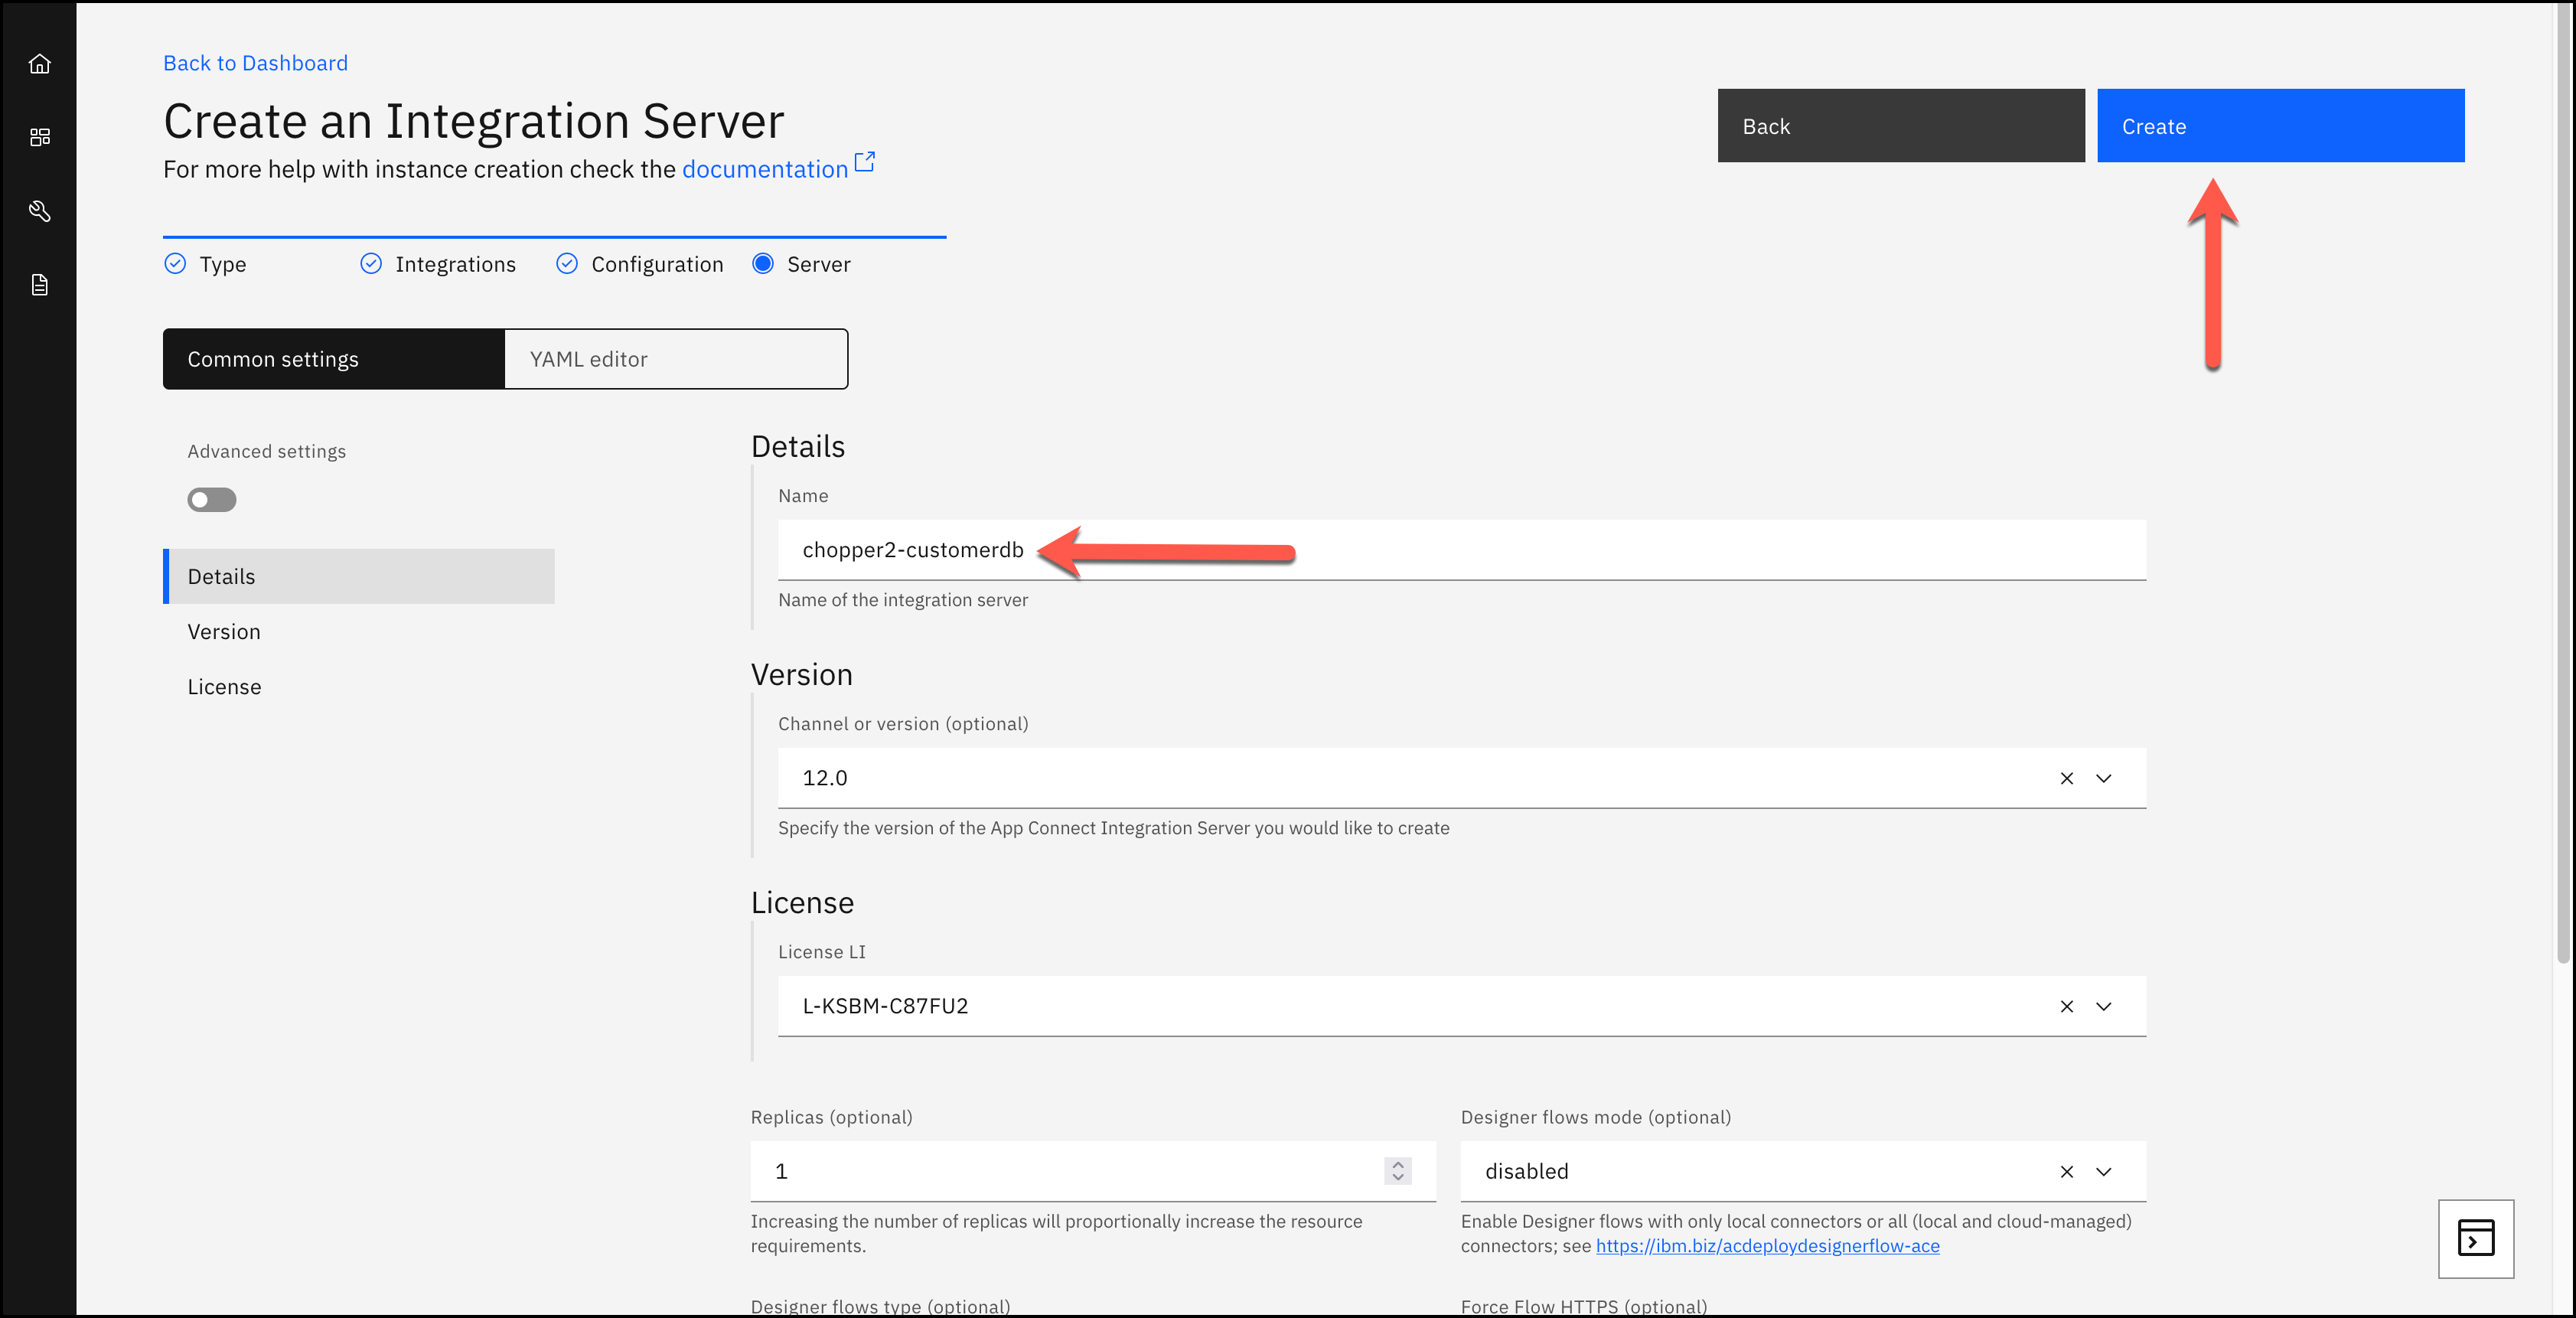 Back to Dashboard
Create an Integration Server
For more help with instance creation check the documentation
Back
Create
Type
Integrations
Configuration
Server
Common settings
YAML editor
Advanced settings
Details
Version
License
Details
Name
chopper2-customerdb
Name of the integration server
Version
Channel or version (optional)
12.0
Specify the version of the App Connect Integration Server you would like to create
License
License LI
L-KSBM-C87FU2
Replicas (optional)
1
Increasing the number of replicas will proportionally increase the resource
requirements.
Designer flows mode (optional)
disabled
Enable Designer flows with only local connectors or all (local and cloud-managed)
connectors; see https://ibm.biz/acdeploydesignerflow-ace
Designer flows type (optional)
Force Flow HTTPS (optional)